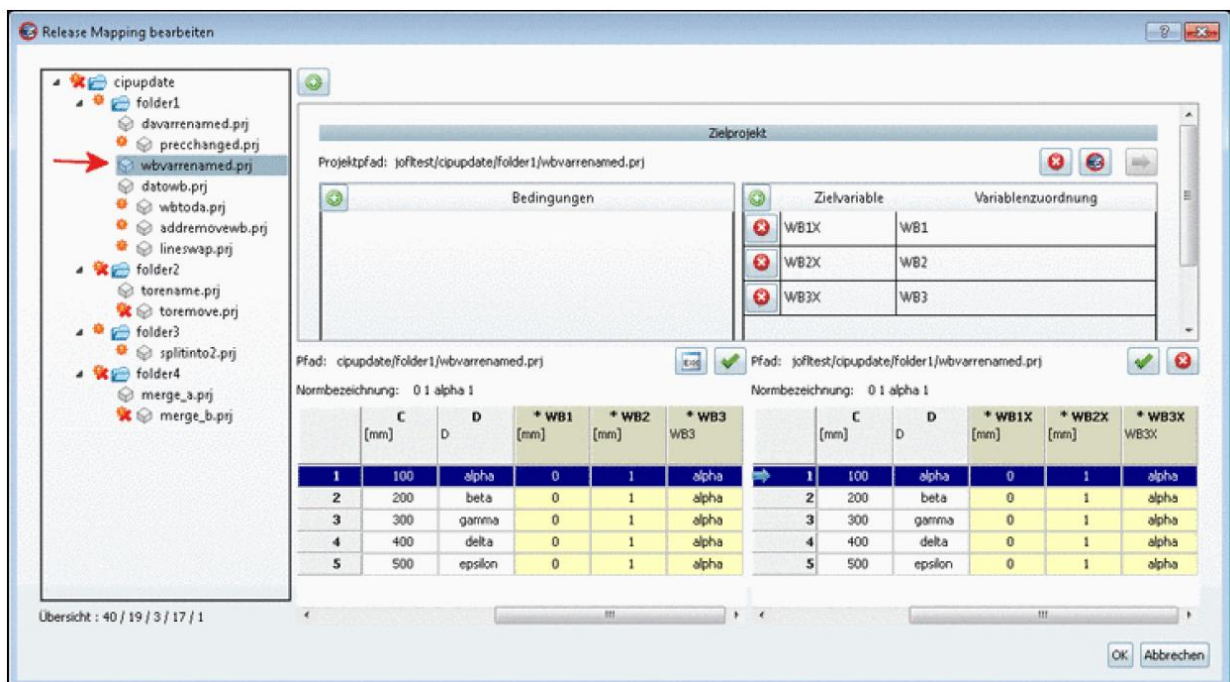 Release Mapping bearbeiten
cipupdate
folder1
davarrenamed.prj
precchanged.prj
wbvarrenamed.prj
datowb.prj
wbtoda.prj
addremovewb.prj
lineswap.prj
folder2
torename.prj
toremove.prj
folder3
splitinto2.prj
folder4
merge_a.prj
merge_b.prj
Übersicht : 40 / 19 / 3 / 17 / 1
Zielprojekt
Projektpfad: jofltest/cipupdate/folder1/wbvarrenamed.prj
Bedingungen
Zielvariable Variablenzuordnung
WB1X WB1
WB2X WB2
WB3X WB3
Pfad: cipupdate/folder1/wbvarrenamed.prj
Normbezeichnung: 0 1 alpha 1
C D * WB1 * WB2 * WB3
[mm] D [mm] [mm] WB3
1 100 alpha 0 1 alpha
2 200 beta 0 1 alpha
3 300 gamma 0 1 alpha
4 400 delta 0 1 alpha
5 500 epsilon 0 1 alpha
Pfad: jofltest/cipupdate/folder1/wbvarrenamed.prj
Normbezeichnung: 0 1 alpha 1
C D * WB1X * WB2X * WB3X
[mm] D [mm] [mm] WB3X
1 100 alpha 0 1 alpha
2 200 beta 0 1 alpha
3 300 gamma 0 1 alpha
4 400 delta 0 1 alpha
5 500 epsilon 0 1 alpha
OK Abbrechen